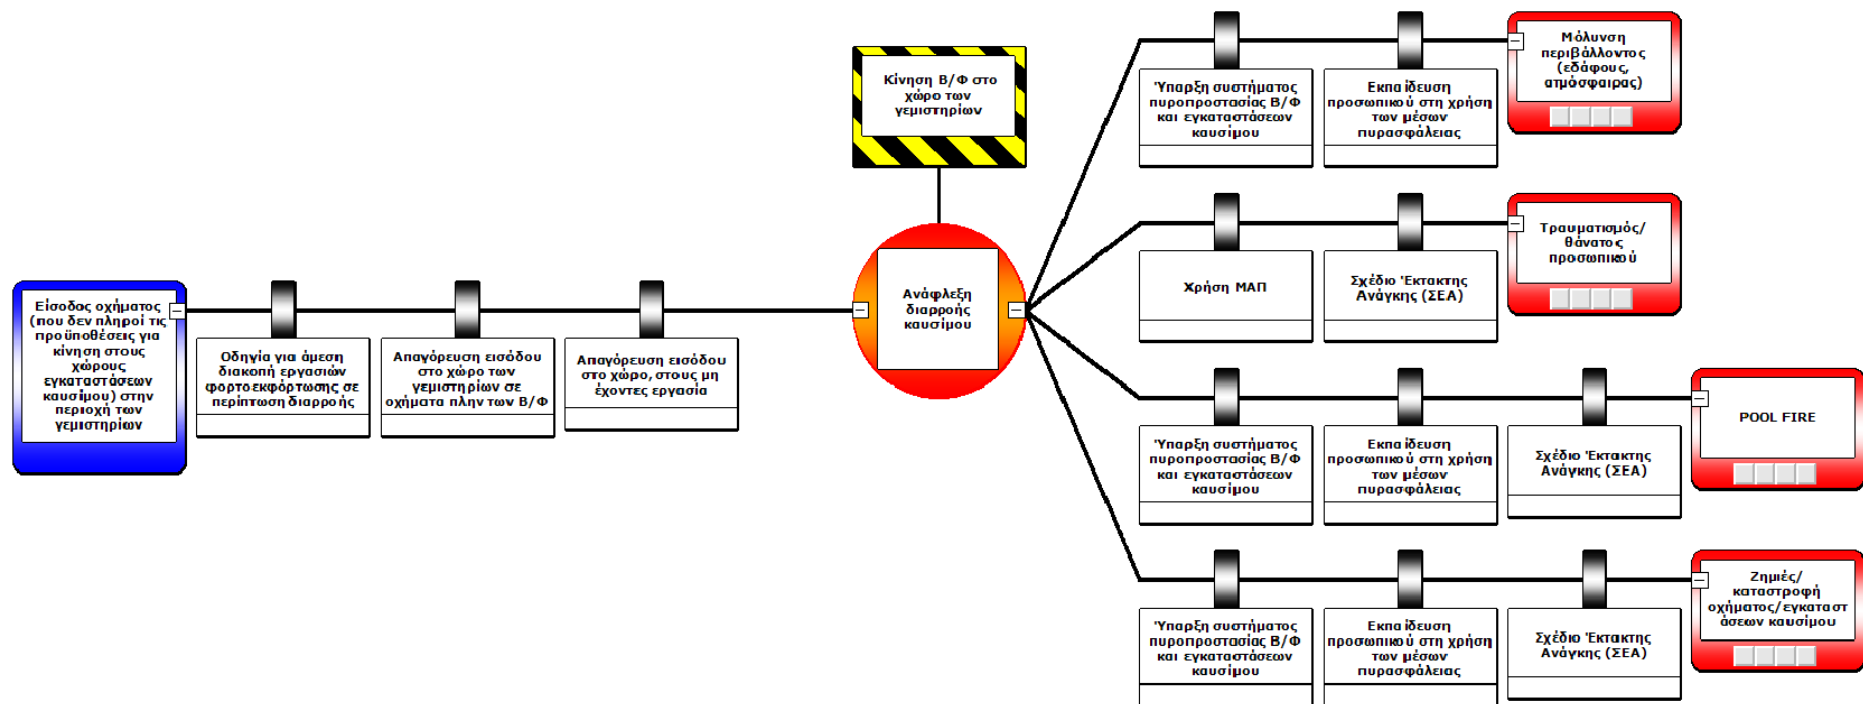 Κίνηση Β/Φ στο
χώρο των
γεμιστηρίων
Είσοδος οχήματος
(που δεν πληροί τις
προϋποθέσεις για
κίνηση στους
χώρους
εγκαταστάσεων
καυσίμου) στην
περιοχή των
γεμιστηρίων
Οδηγία για άμεση
διακοπή εργασιών
φορτοεκφόρτωσης σε
περίπτωση διαρροής
Απαγόρευση εισόδου
στο χώρο των
γεμιστηρίων σε
οχήματα πλην των Β/Φ
Απαγόρευση εισόδου
στο χώρο, στους μη
έχοντες εργασία
Ανάφλεξη
διαρροής
καυσίμου
Ύπαρξη συστήματος
πυροπροστασίας Β/Φ
και εγκαταστάσεων
καυσίμου
Εκπαίδευση
προσωπικού στη χρήση
των μέσων
πυρασφάλειας
Μόλυνση
περιβάλλοντος
(εδάφους,
ατμόσφαιρας)
Χρήση ΜΑΠ
Σχέδιο Έκτακτης
Ανάγκης (ΣΕΑ)
Τραυματισμός/
θάνατος
προσωπικού
Ύπαρξη συστήματος
πυροπροστασίας Β/Φ
και εγκαταστάσεων
καυσίμου
Εκπαίδευση
προσωπικού στη χρήση
των μέσων
πυρασφάλειας
Σχέδιο Έκτακτης
Ανάγκης (ΣΕΑ)
POOL FIRE
Ύπαρξη συστήματος
πυροπροστασίας Β/Φ
και εγκαταστάσεων
καυσίμου
Εκπαίδευση
προσωπικού στη χρήση
των μέσων
πυρασφάλειας
Σχέδιο Έκτακτης
Ανάγκης (ΣΕΑ)
Ζημιές/
καταστροφή
οχήματος/εγκαταστ
άσεων καυσίμου